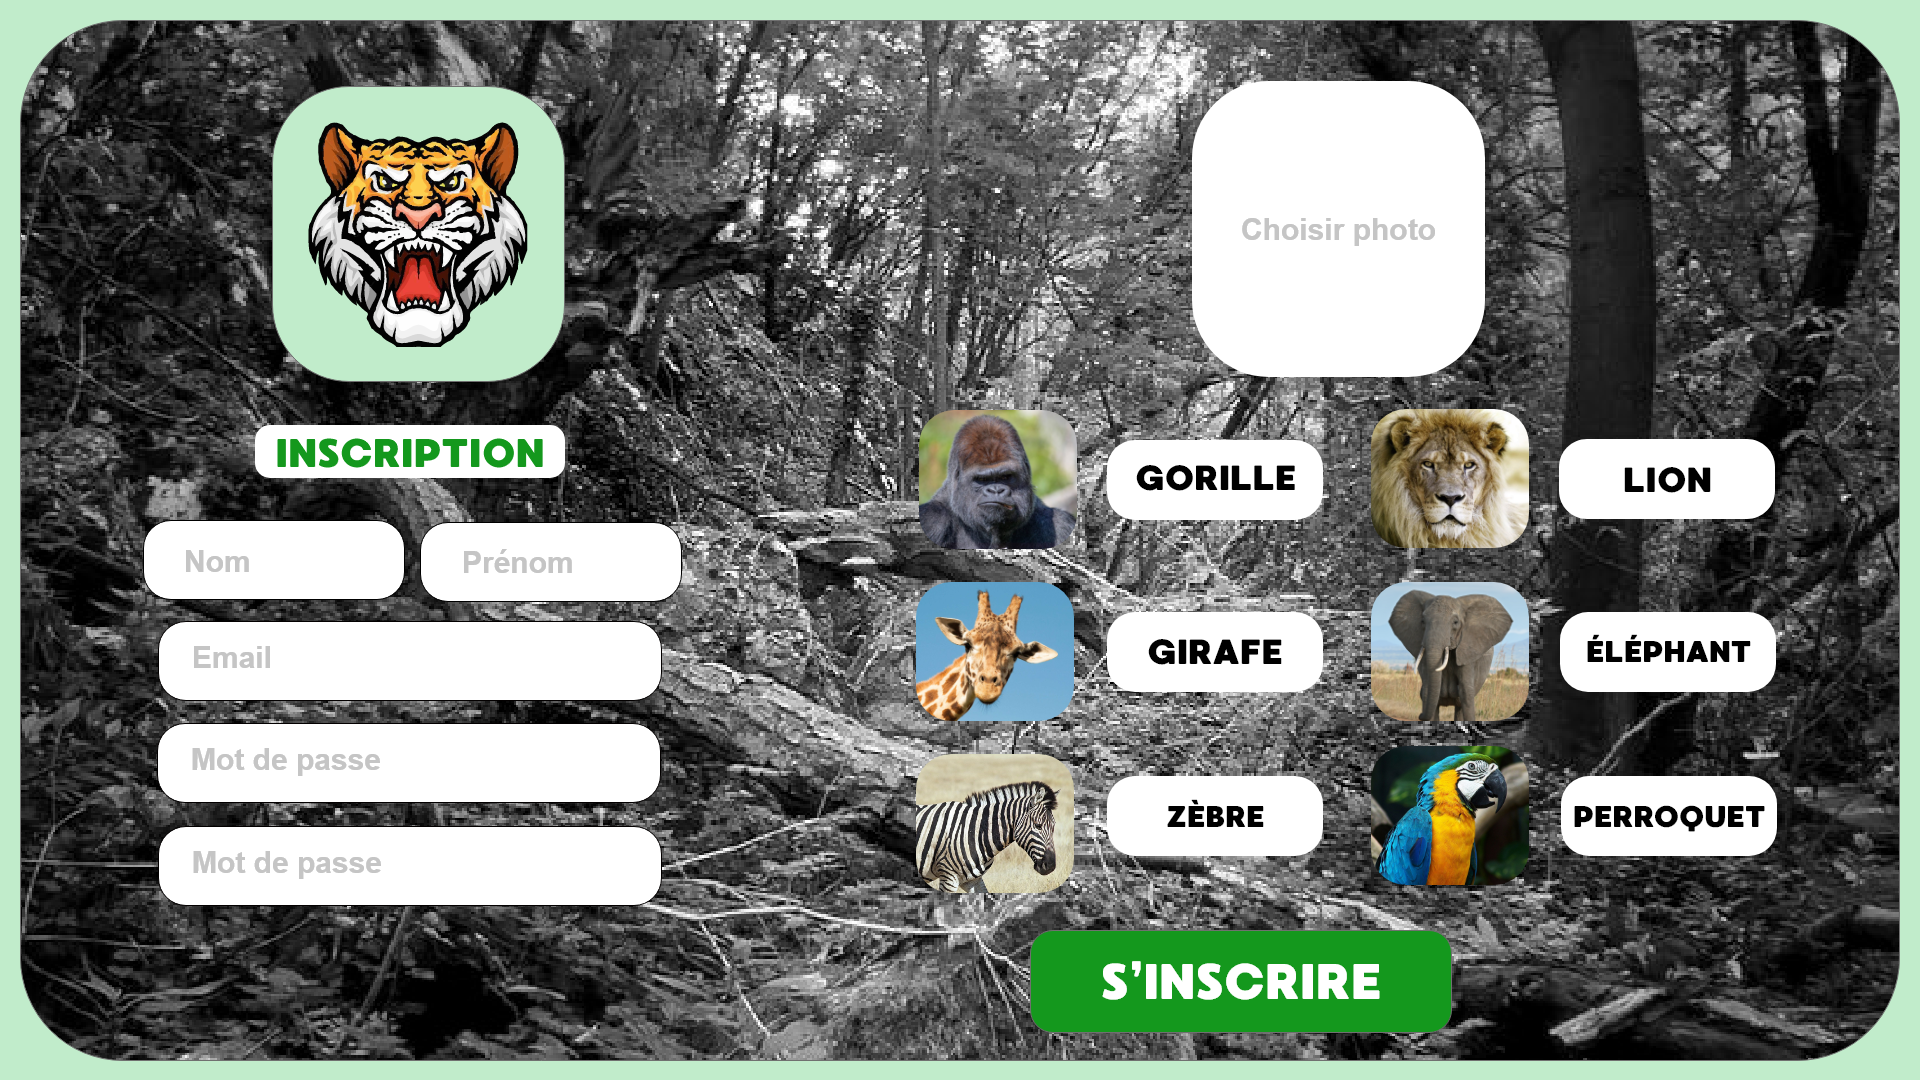 INSCRIPTION
Nom
Prénom
Email
Mot de passe
Mot de passe
Choisir photo
GORILLE
LION
GIRAFE
ÉLÉPHANT
ZÈBRE
PERROQUET
S'INSCRIRE